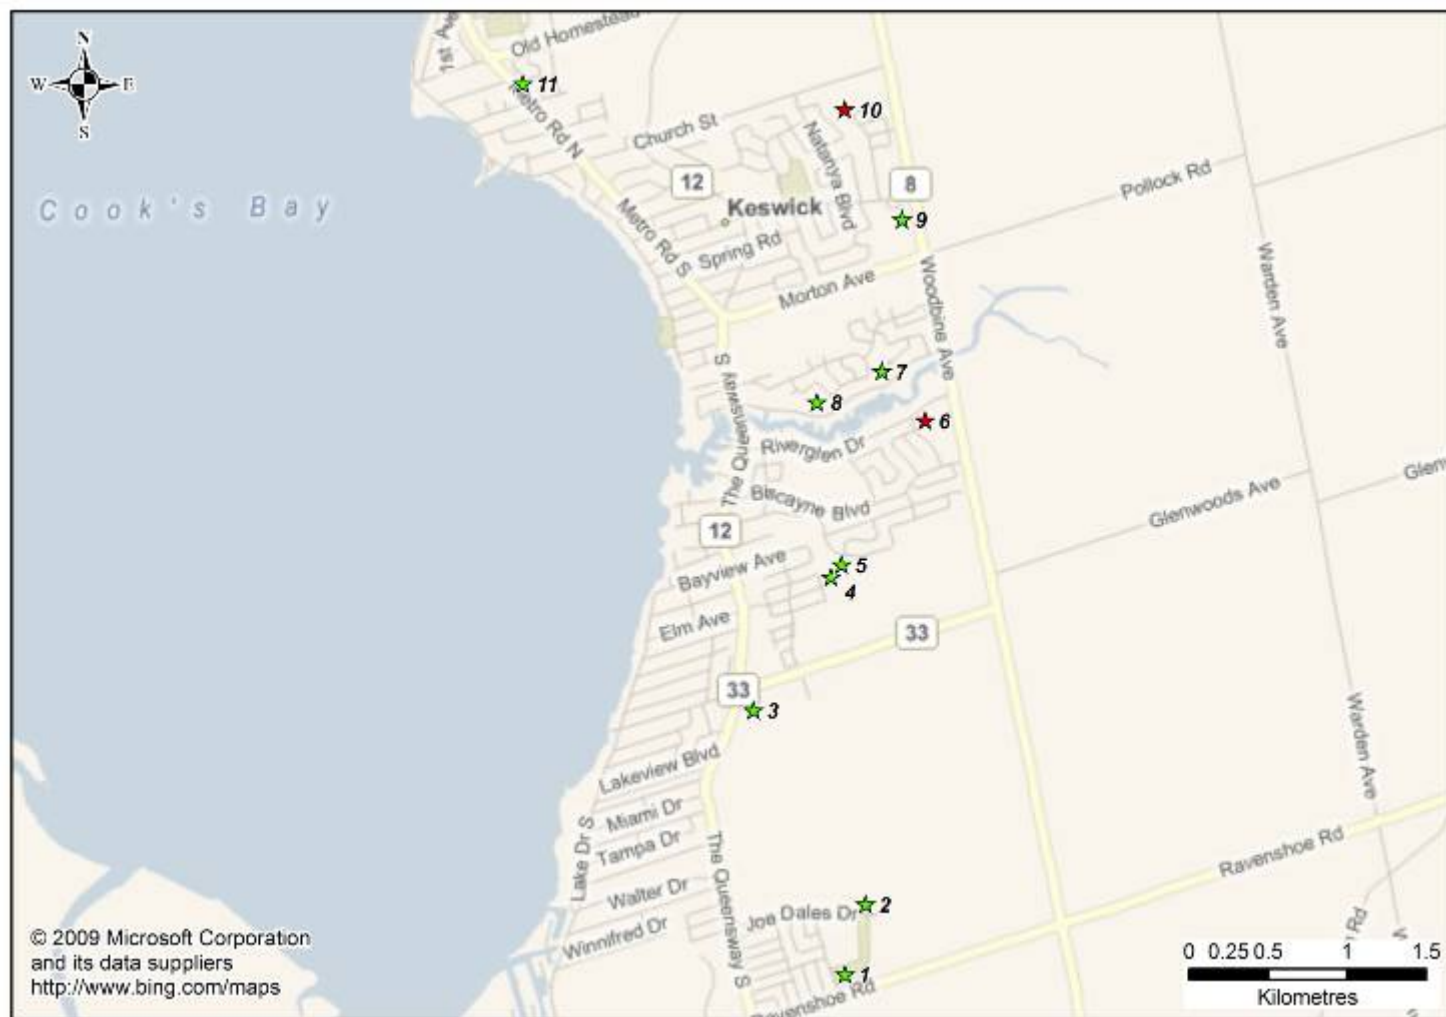 N
W E
S
1st Ave
Old Homestead
11
Metro Rd N
Church St
10
Natanya Blvd
12
8
Pollock Rd
Cook's Bay
Keswick
9
Metro Rd S
Spring Rd
Morton Ave
Woodbine Ave
Warden Ave
7
8
The Queensway S
6
Riverglen Dr
Biscayne Blvd
Glenwoods Ave
Glen
12
Bayview Ave
5
4
Elm Ave
33
33
3
Lakeview Blvd
Warden Ave
Miami Dr
Lake Dr S
Tampa Dr
The Queensway S
Ravenshoe Rd
Walter Dr
2
Joe Dales Dr
Winnifred Dr
Rd
1
Ravenshoe Rd
© 2009 Microsoft Corporation
and its data suppliers
http://www.bing.com/maps
0 0.25 0.5 1 1.5
Kilometres